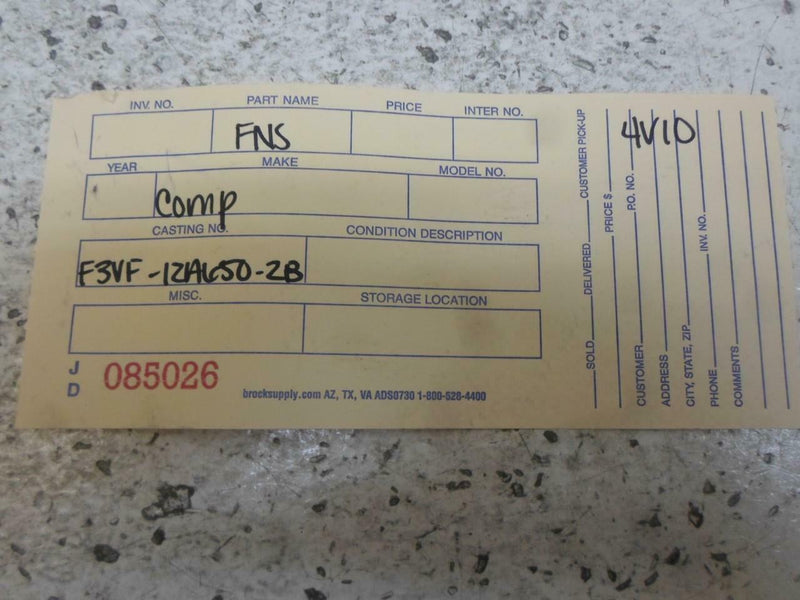 INV. NO. PART NAME PRICE INTER NO.
FNS
YEAR MAKE MODEL NO.
Comp
CASTING NO. CONDITION DESCRIPTION
F3VF-12A650-2B
MISC. STORAGE LOCATION
JD 085026
brocksupply.com AZ, TX, VA ADS0730 1-800-528-4400
4V10
SOLD DELIVERED CUSTOMER PICK-UP
PRICE $
CUSTOMER P.O. NO.
ADDRESS
CITY, STATE, ZIP
PHONE INV. NO.
COMMENTS